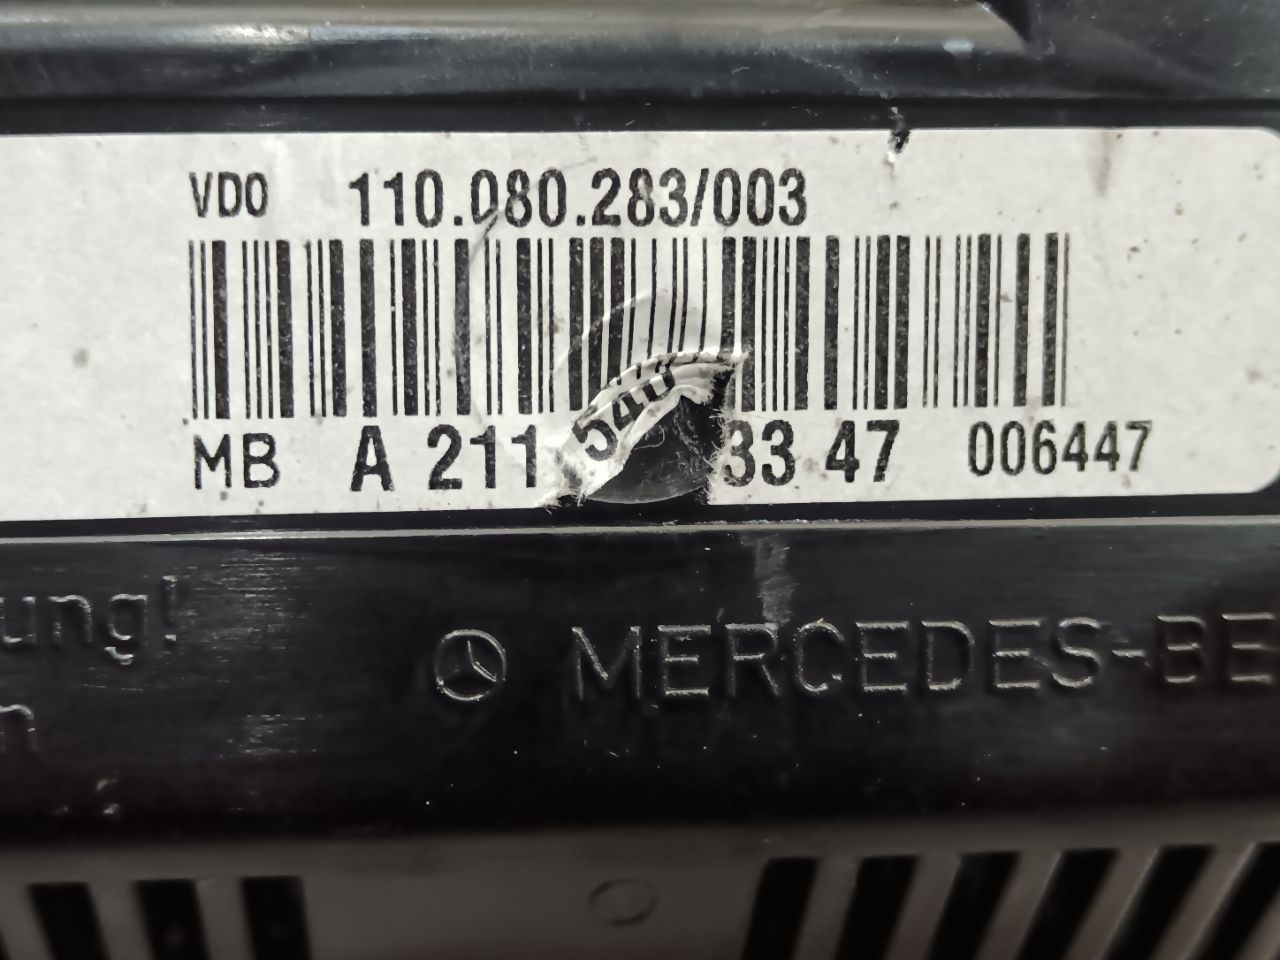 VDO 110.080.283/003
MB A 211 540 33 47 006447
ung!
MERCEDES-BE
n